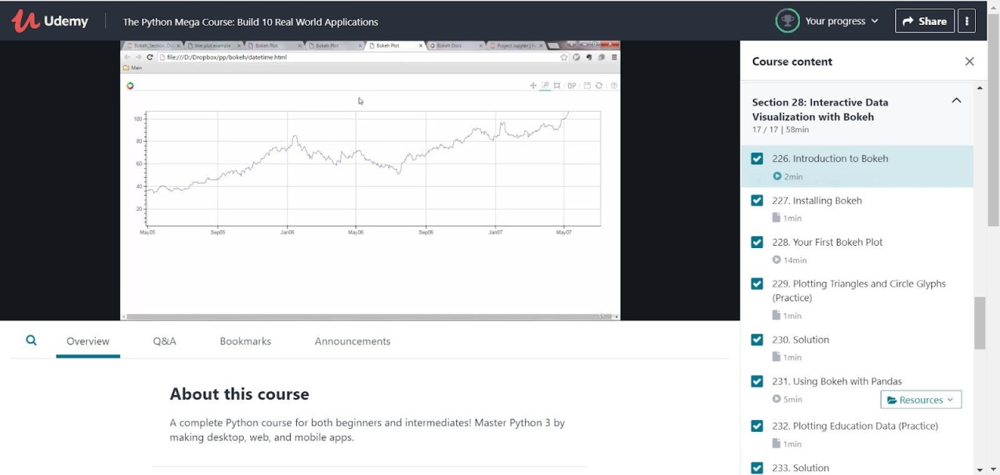 Udemy
The Python Mega Course: Build 10 Real World Applications
Your progress
Share
Bokeh Plot
Bokeh Plot
Bokeh Plot
Bokeh Docs
file:///D:/Dropbox/pp/bokeh/datetime.html
Main
100
80
60
40
20
May05
Sep05
Jan06
May06
Sep06
Jan07
May07
Overview
Q&A
Bookmarks
Announcements
About this course
A complete Python course for both beginners and intermediates! Master Python 3 by
making desktop, web, and mobile apps.
Course content
Section 28: Interactive Data
Visualization with Bokeh
17 / 17 | 58min
226. Introduction to Bokeh
2min
227. Installing Bokeh
1min
228. Your First Bokeh Plot
14min
229. Plotting Triangles and Circle Glyphs
(Practice)
1min
230. Solution
1min
231. Using Bokeh with Pandas
5min
Resources
232. Plotting Education Data (Practice)
1min
233. Solution